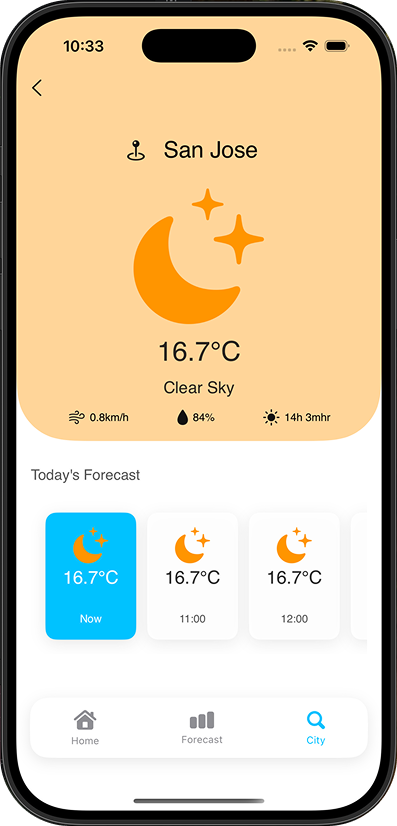 10:33
San Jose
16.7°C
Clear Sky
0.8km/h 84% 14h 3mhr
Today's Forecast
16.7°C 16.7°C 16.7°C
Now 11:00 12:00
Home Forecast City